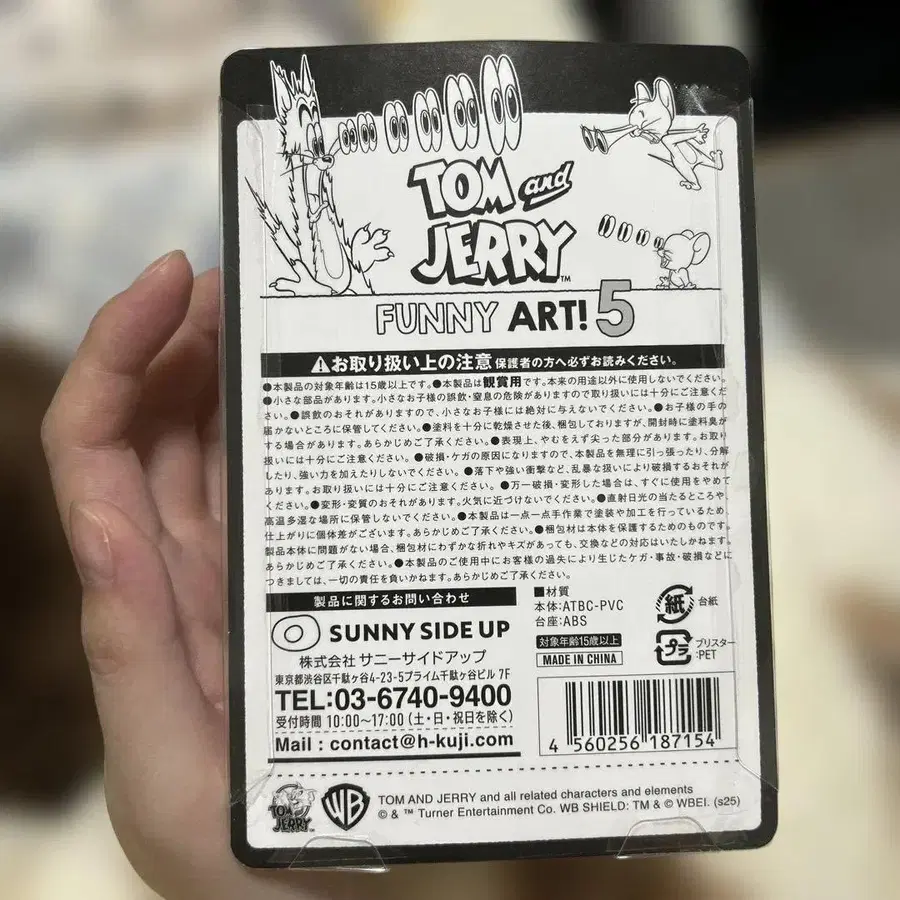 TOM and
JERRY™
FUNNY ART! 5
⚠お取り扱い上の注意 保護者の方へ必ずお読みください。
●本製品の対象年齢は15歳以上です。●本製品は観賞用です。本来の用途以外に使用しないでください。
●小さな部品があります。小さなお子様の誤飲・窒息の危険がありますので取り扱いには十分にご注意くだ
さい。●誤飲のおそれがありますので、小さなお子様には絶対に与えないでください。●お子様の手の
届かないところに保管してください。●塗料を十分に乾燥させた後、梱包しておりますが、開封時に塗料臭が
する場合があります。あらかじめご了承ください。●表現上、やむをえず尖った部分があります。お取り
扱いには十分にご注意ください。●破損・ケガの原因になりますので、本製品を無理に引っ張ったり、分解
したり、強い力を加えたりしないでください。●落下や強い衝撃など、乱暴な扱いにより破損するおそれが
あります。お取り扱いには十分にご注意ください。●万一破損・変形した場合は、すぐに使用をやめて
ください。●変形・変質のおそれがあります。火気に近づけないでください。●直射日光の当たるところや、
高温多湿な場所に保管しないでください。●本製品は一点一点手作業で塗装や加工を行っているため、
仕上がりに個体差がございます。あらかじめご了承ください。●梱包材は本体を保護するためのものです。
製品本体に問題がない場合、梱包材にわずかな折れやキズがあっても、交換などの対応はいたしかねます。
あらかじめご了承ください。●本製品のご使用中にお客様の過失により生じたケガ・事故・破損などに
つきましては、一切の責任を負いかねます。あらかじめご了承ください。
製品に関するお問い合わせ
SUNNY SIDE UP
株式会社 サニーサイドアップ
東京都渋谷区千駄ヶ谷4-23-5プライム千駄ヶ谷ビル 7F
TEL:03-6740-9400
受付時間 10:00〜17:00（土・日・祝日を除く）
Mail : contact@h-kuji.com
■材質
本体:ATBC-PVC
台座:ABS
対象年齢15歳以上
MADE IN CHINA
紙 台紙
プラ ブリスター
:PET
4 560256 187154
TOM and JERRY™
WB
TOM AND JERRY and all related characters and elements
© & ™ Turner Entertainment Co. WB SHIELD: TM & © WBEI. (s25)